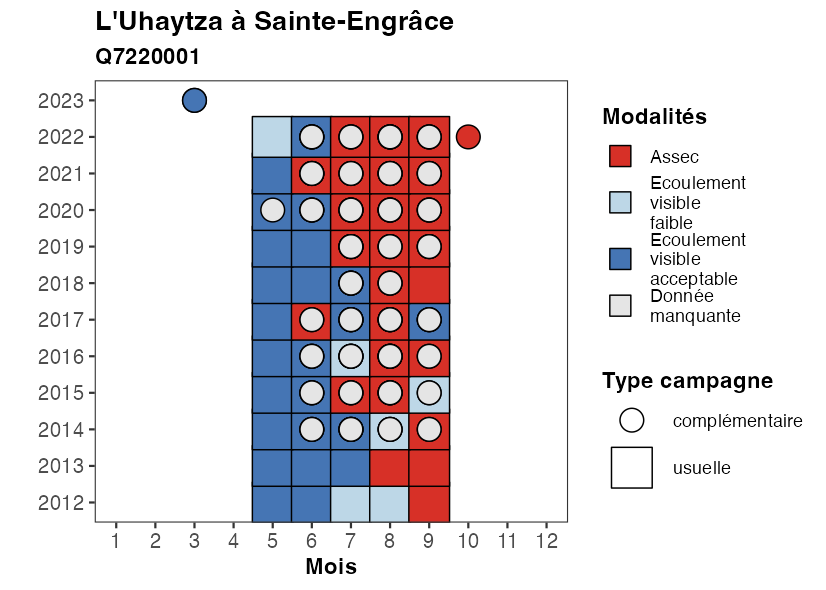 L'Uhaytza à Sainte-Engrâce
Q7220001
2023
2022
2021
2020
2019
2018
2017
2016
2015
2014
2013
2012
1 2 3 4 5 6 7 8 9 10 11 12
Mois
Modalités
Assec
Ecoulement
visible
faible
Ecoulement
visible
acceptable
Donnée
manquante
Type campagne
complémentaire
usuelle